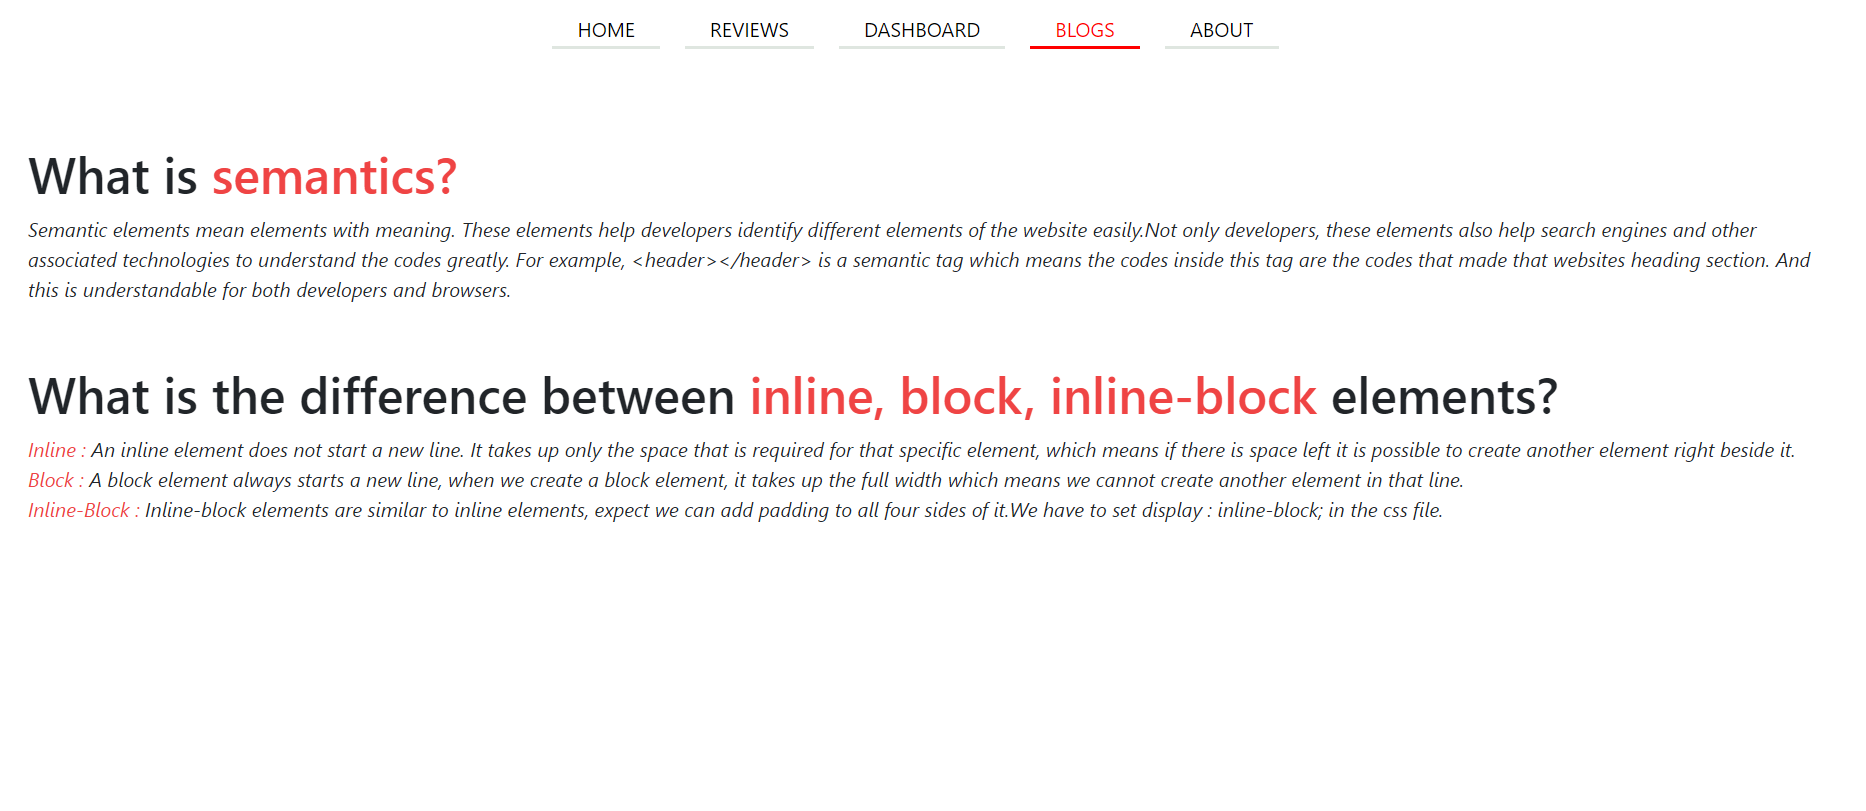 HOME REVIEWS DASHBOARD BLOGS ABOUT
What is semantics?
Semantic elements mean elements with meaning. These elements help developers identify different elements of the website easily.Not only developers, these elements also help search engines and other
associated technologies to understand the codes greatly. For example, <header></header> is a semantic tag which means the codes inside this tag are the codes that made that websites heading section. And
this is understandable for both developers and browsers.
What is the difference between inline, block, inline-block elements?
Inline : An inline element does not start a new line. It takes up only the space that is required for that specific element, which means if there is space left it is possible to create another element right beside it.
Block : A block element always starts a new line, when we create a block element, it takes up the full width which means we cannot create another element in that line.
Inline-Block : Inline-block elements are similar to inline elements, expect we can add padding to all four sides of it.We have to set display : inline-block; in the css file.